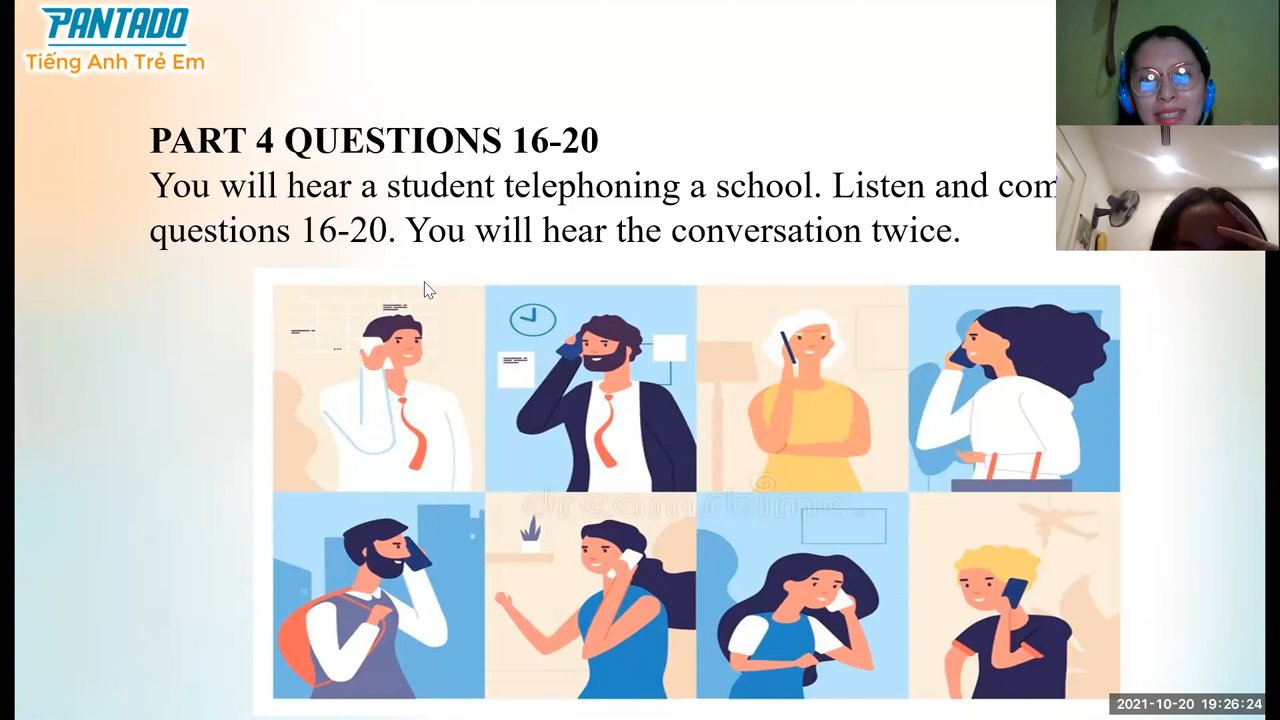 PANTADO
Tiếng Anh Trẻ Em
PART 4 QUESTIONS 16-20
You will hear a student telephoning a school. Listen and com
questions 16-20. You will hear the conversation twice.
dreamstime
2021-10-20 19:26:24